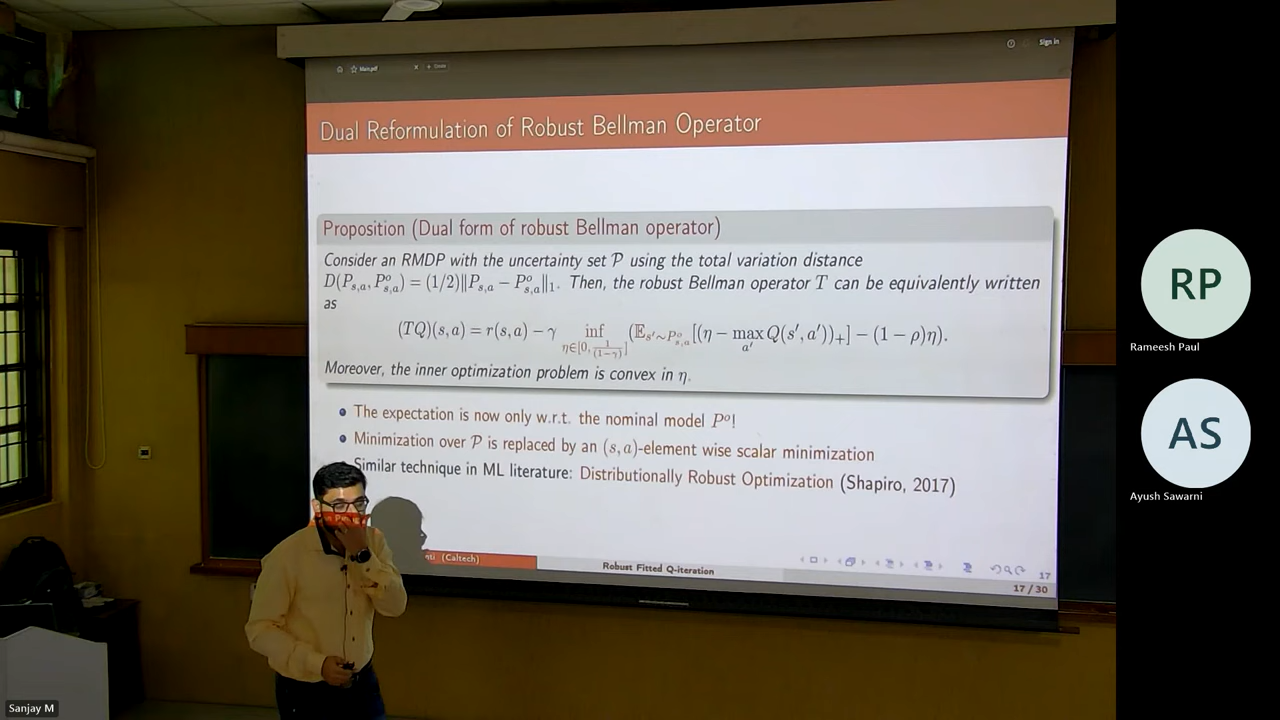 Sign in
Main.pdf
+ Create
Dual Reformulation of Robust Bellman Operator
Proposition (Dual form of robust Bellman operator)
Consider an RMDP with the uncertainty set 𝒫 using the total variation distance
D(P_{s,a}, P^o_{s,a}) = (1/2)‖P_{s,a} − P^o_{s,a}‖_1. Then, the robust Bellman operator T can be equivalently written
as
(TQ)(s, a) = r(s, a) − γ inf_{η∈[0, 1/(1−γ)]} (𝔼_{s′∼P^o_{s,a}}[(η − max_{a′} Q(s′, a′))_+] − (1 − ρ)η).
Moreover, the inner optimization problem is convex in η.
• The expectation is now only w.r.t. the nominal model P^o!
• Minimization over 𝒫 is replaced by an (s, a)-element wise scalar minimization
Similar technique in ML literature: Distributionally Robust Optimization (Shapiro, 2017)
(Caltech)
Robust Fitted Q-iteration
17
17 / 30
RP
Rameesh Paul
AS
Ayush Sawarni
Sanjay M